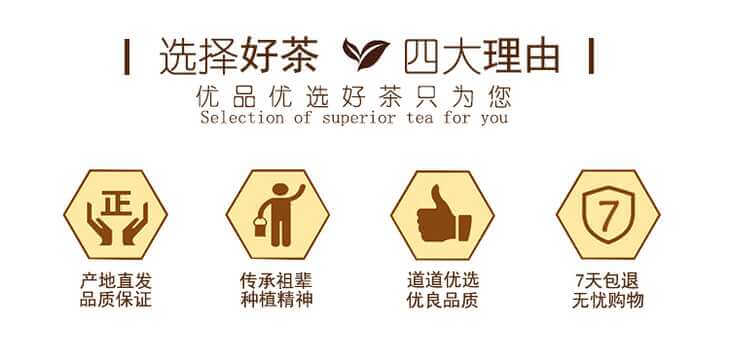 选择好茶 四大理由
优品优选好茶只为您
Selection of superior tea for you
正
7
产地直发
品质保证
传承祖辈
种植精神
道道优选
优良品质
7天包退
无忧购物